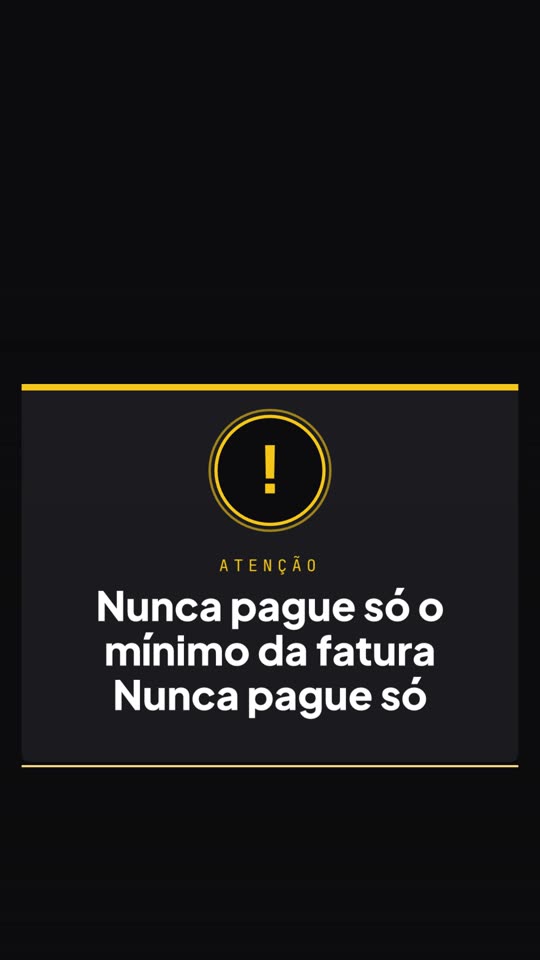 !
ATENÇÃO
Nunca pague só o
mínimo da fatura
Nunca pague só